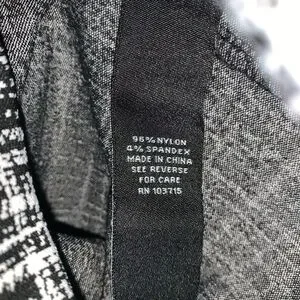 96% NYLON
4% SPANDEX
MADE IN CHINA
SEE REVERSE
FOR CARE
RN 103715